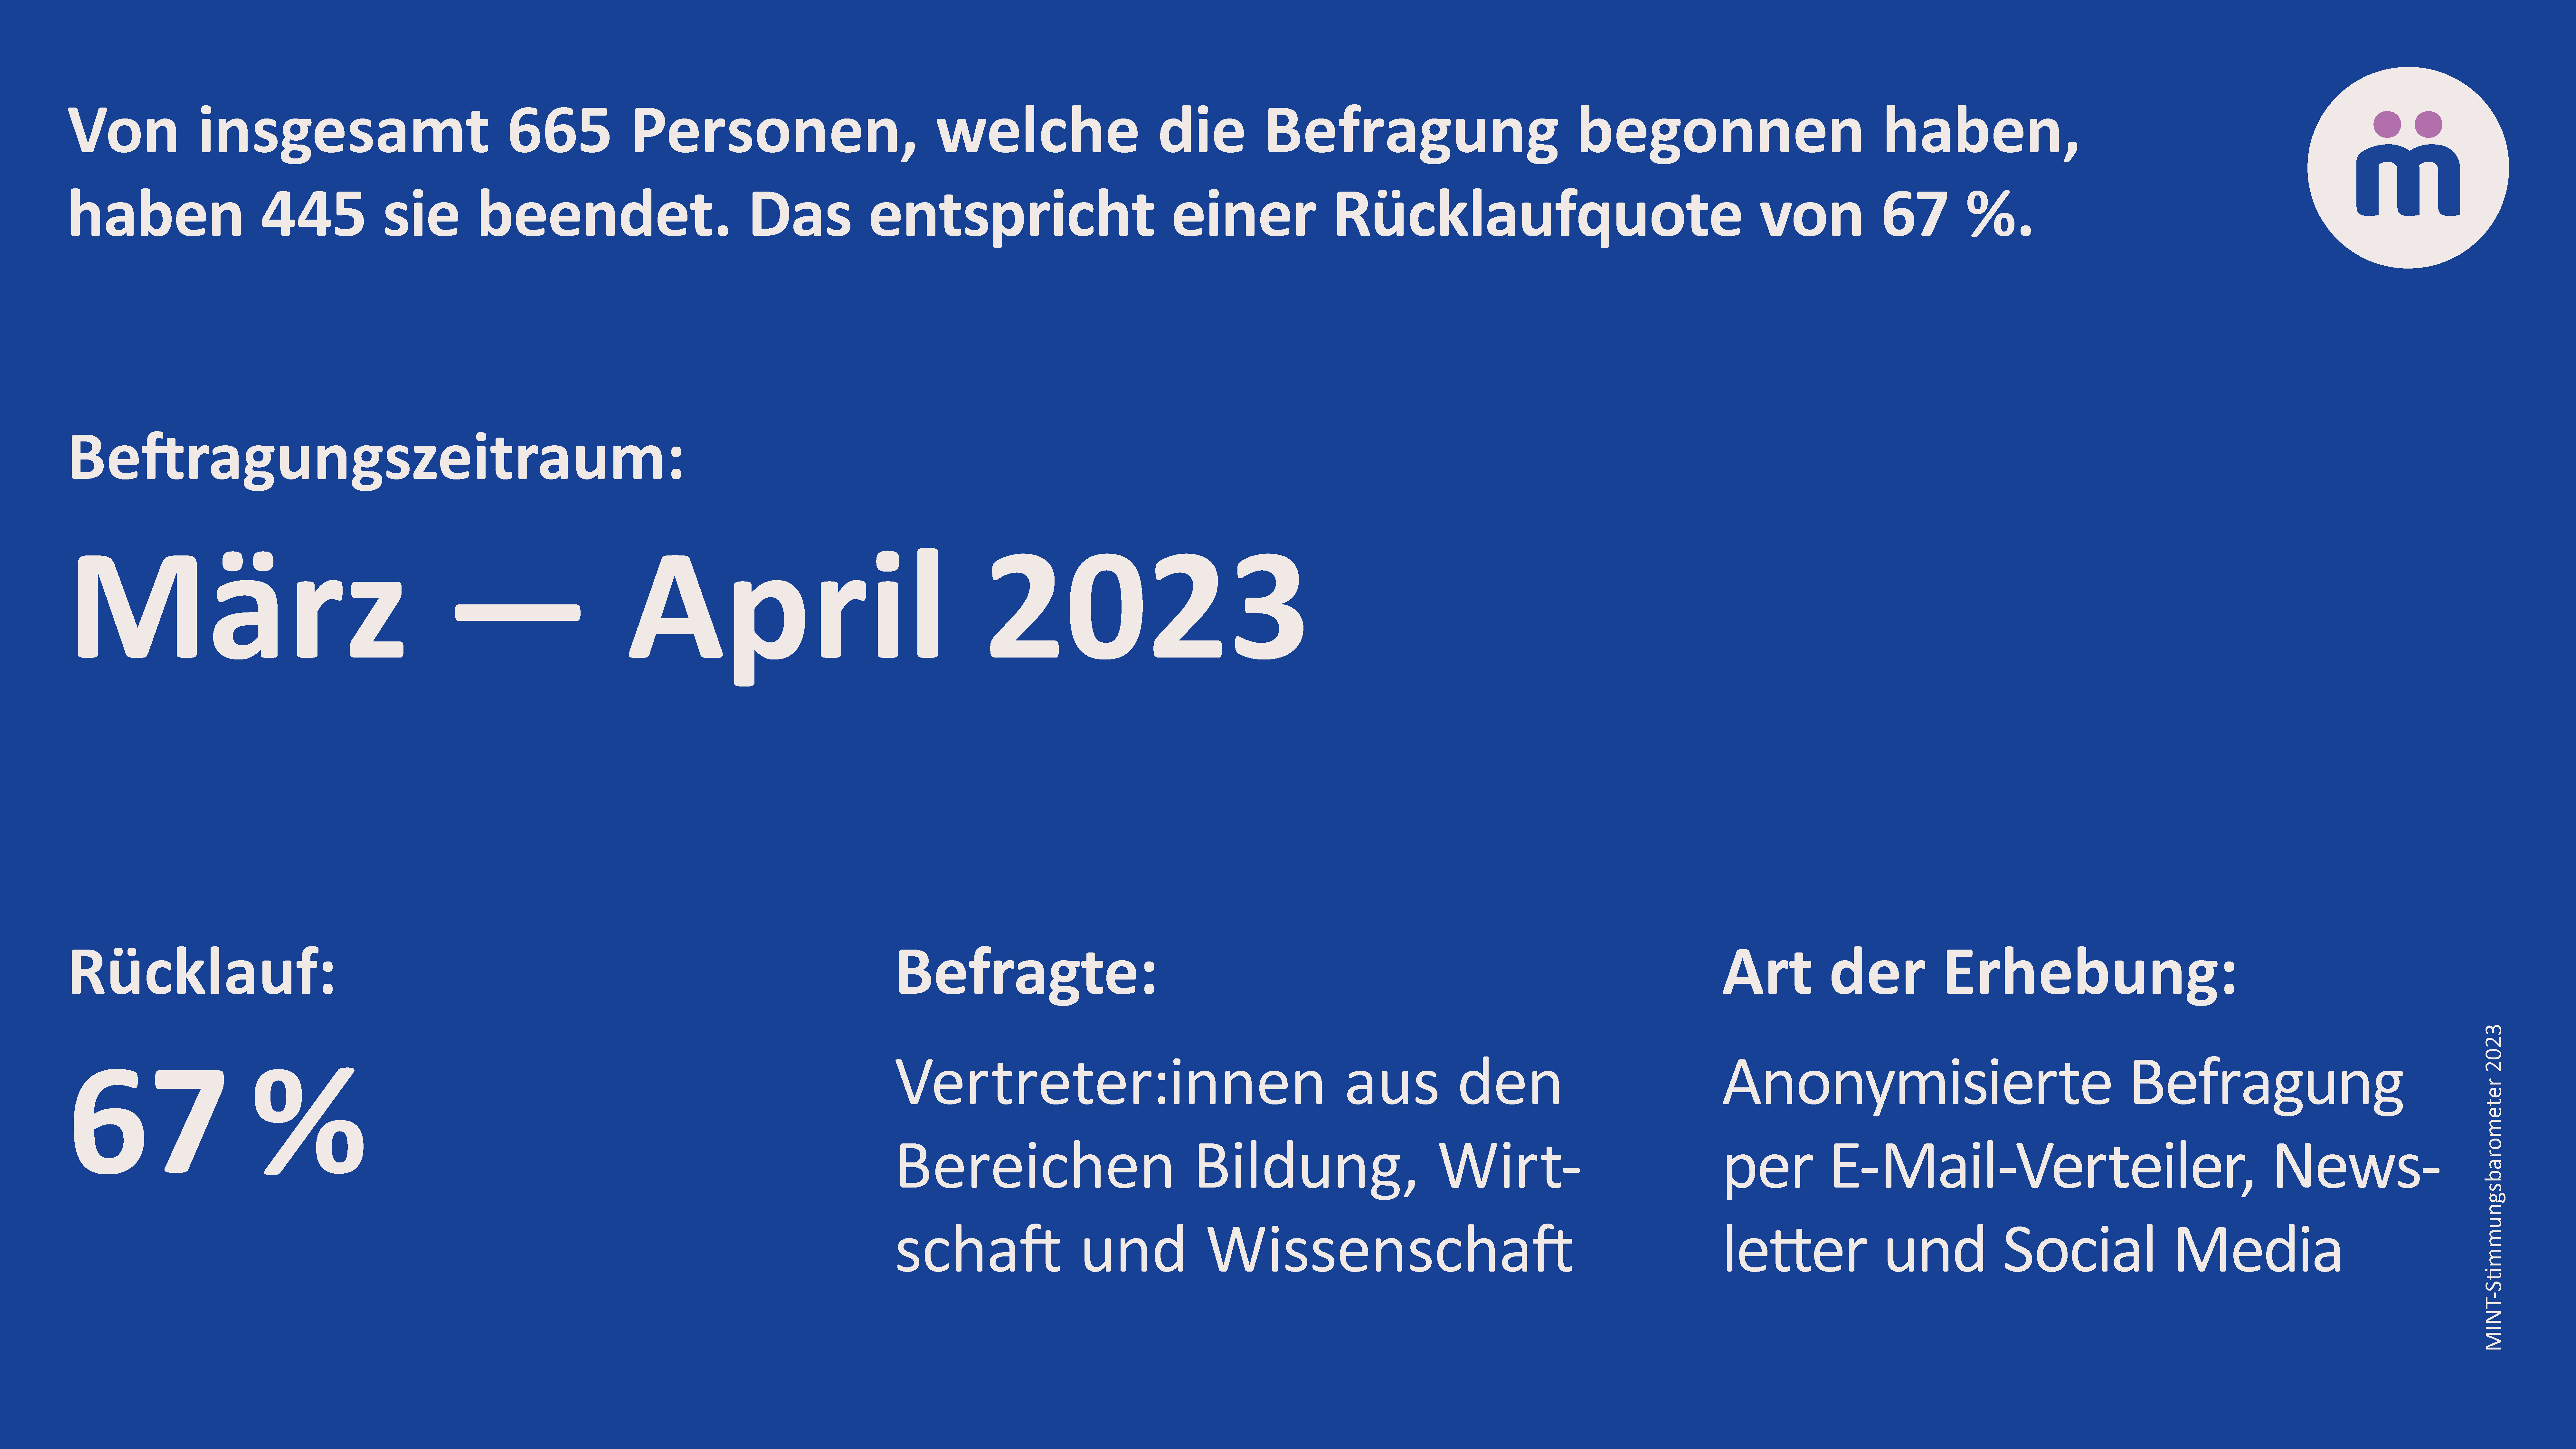 Von insgesamt 665 Personen, welche die Befragung begonnen haben,
haben 445 sie beendet. Das entspricht einer Rücklaufquote von 67 %.
Beftragungszeitraum:
März — April 2023
Rücklauf:
67 %
Befragte:
Vertreter:innen aus den
Bereichen Bildung, Wirt-
schaft und Wissenschaft
Art der Erhebung:
Anonymisierte Befragung
per E-Mail-Verteiler, News-
letter und Social Media
MINT-Stimmungsbarometer 2023